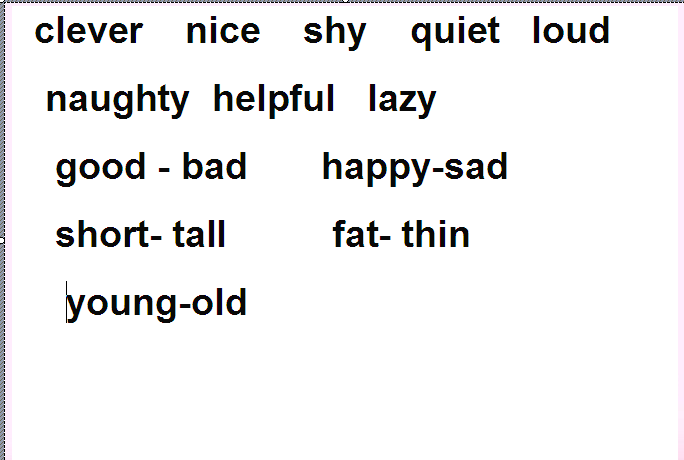 clever nice shy quiet loud
naughty helpful lazy
good - bad happy-sad
short- tall fat- thin
young-old